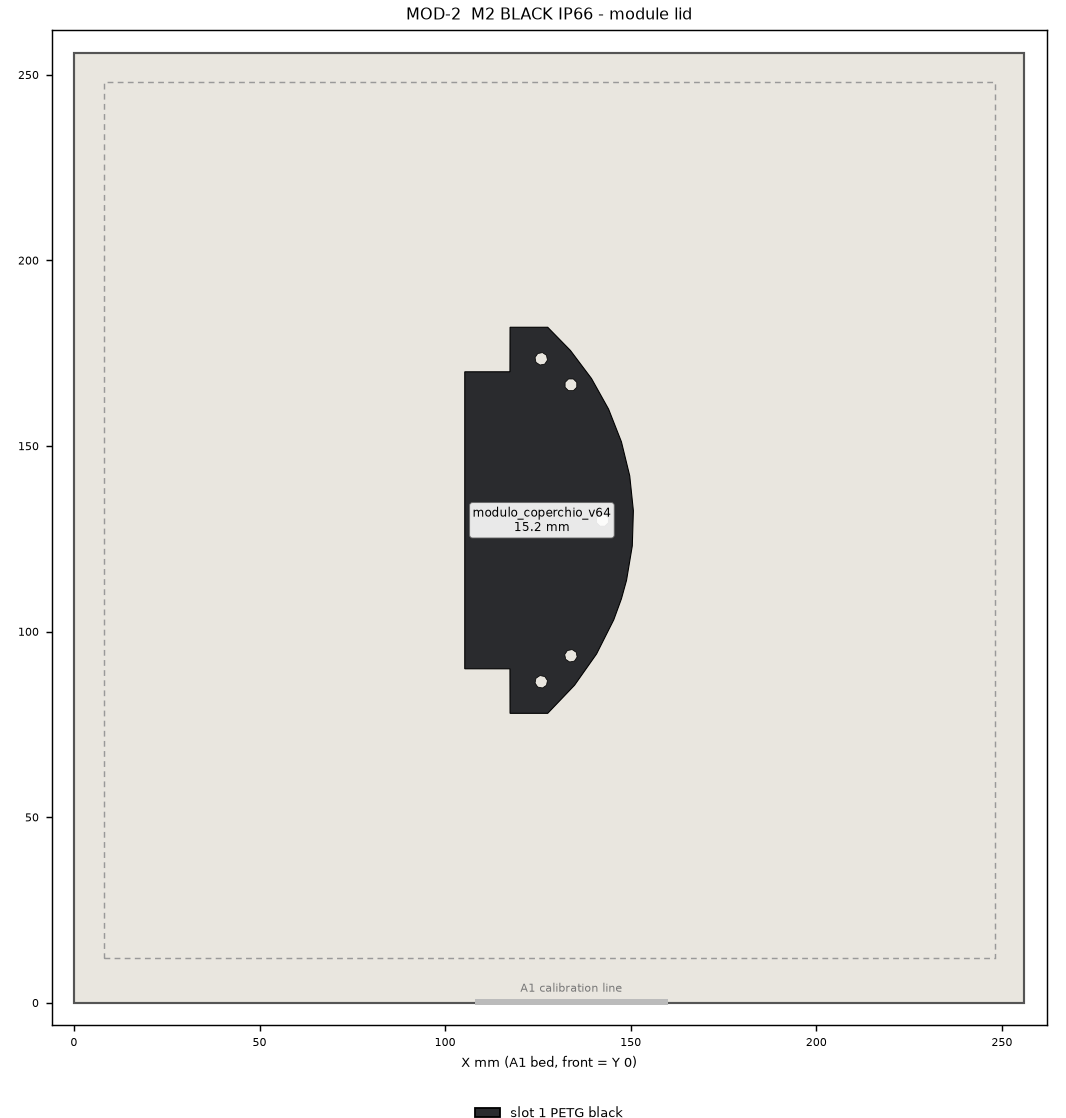 MOD-2  M2 BLACK IP66 - module lid
250
200
150
100
50
0
modulo_coperchio_v64
15.2 mm
A1 calibration line
0 50 100 150 200 250
X mm (A1 bed, front = Y 0)
slot 1 PETG black